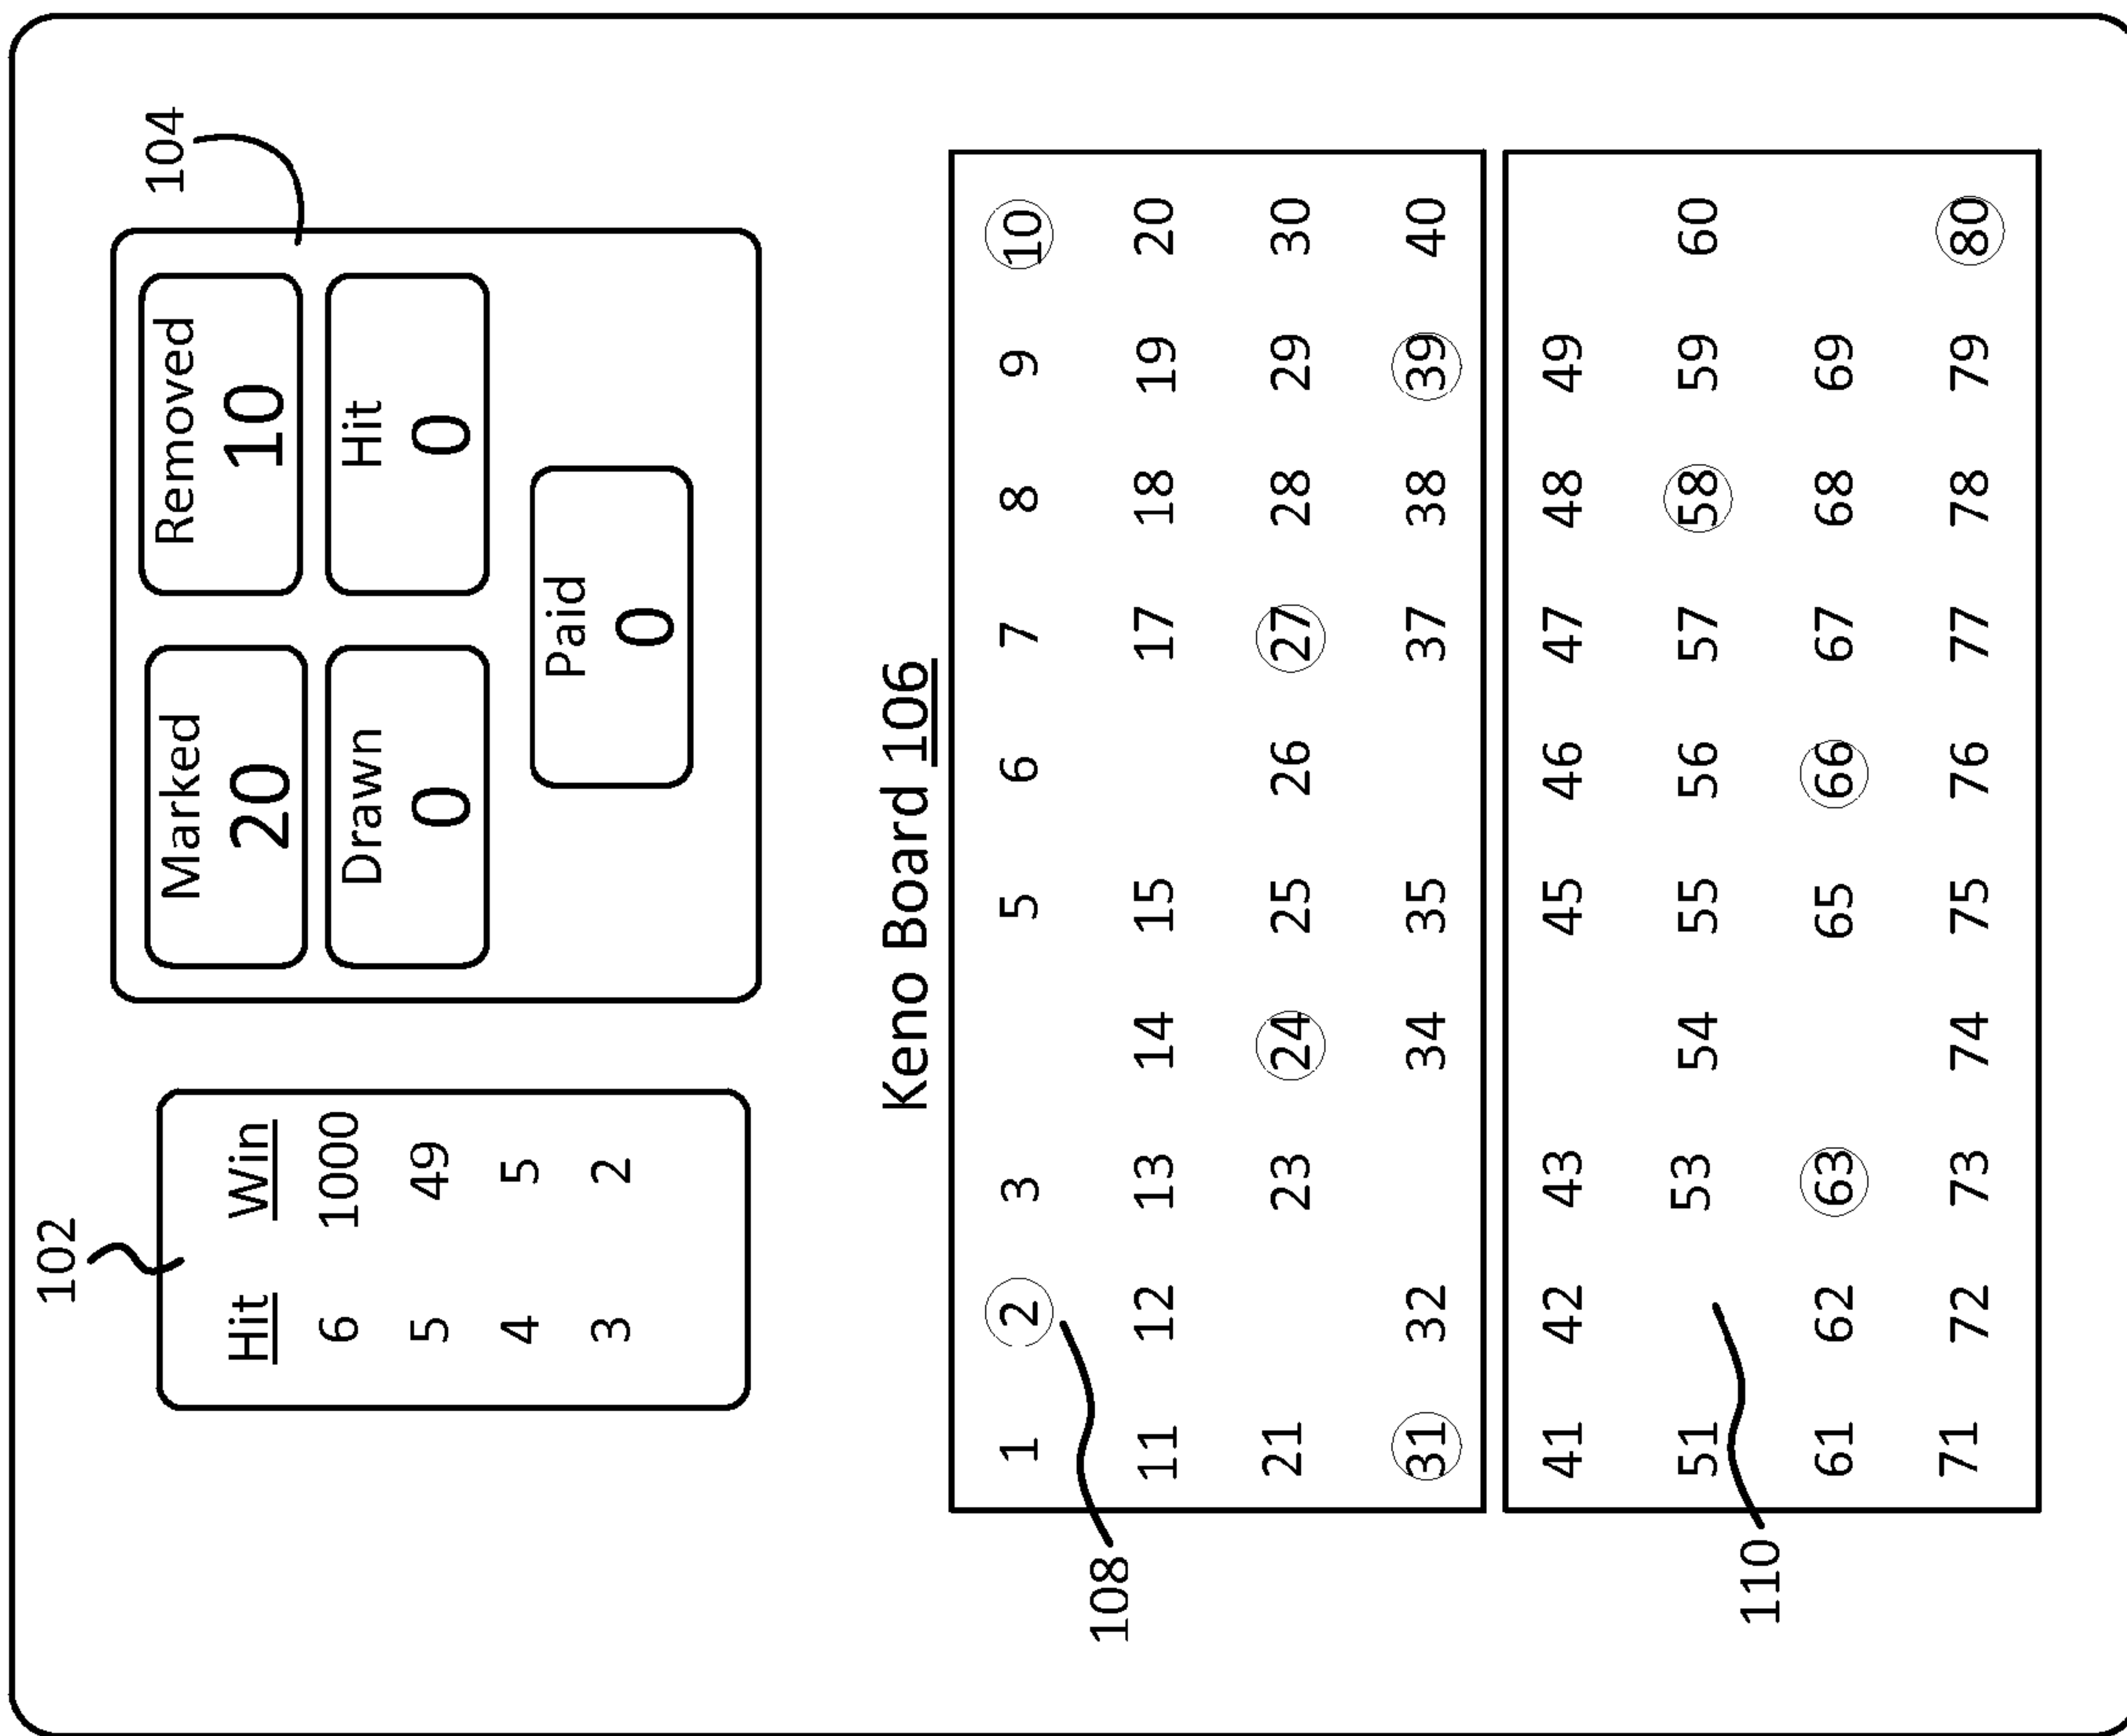 102
104
Hit Win
6 1000
5 49
4 5
3 2
Marked
20
Removed
10
Drawn
0
Hit
0
Paid
0
Keno Board 106
1 2 3 5 6 7 8 9 10
11 12 13 14 15 17 18 19 20
21 23 24 25 26 27 28 29 30
31 32 34 35 37 38 39 40
41 42 43 45 46 47 48 49
51 53 54 55 56 57 58 59 60
61 62 63 65 66 67 68 69
71 72 73 74 75 76 77 78 79 80
108
110